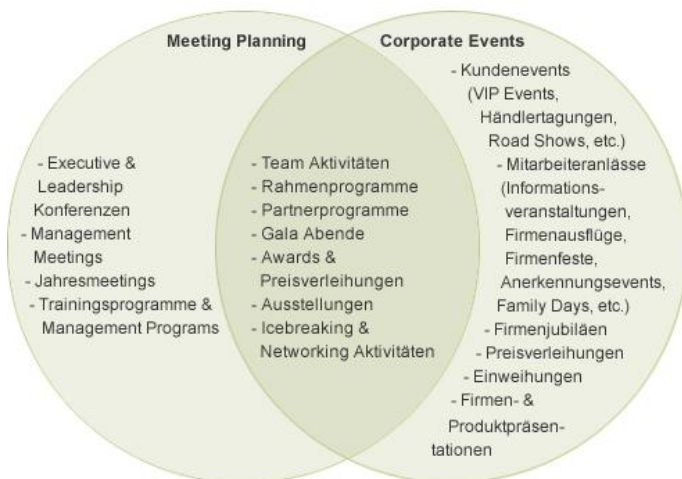 Meeting Planning
- Executive &
Leadership
Konferenzen
- Management
Meetings
- Jahresmeetings
- Trainingsprogramme &
Management Programs
- Team Aktivitäten
- Rahmenprogramme
- Partnerprogramme
- Gala Abende
- Awards &
Preisverleihungen
- Ausstellungen
- Icebreaking &
Networking Aktivitäten
Corporate Events
- Kundenevents
(VIP Events,
Händlertagungen,
Road Shows, etc.)
- Mitarbeiteranlässe
(Informations-
veranstaltungen,
Firmenausflüge,
Firmenfeste,
Anerkennungsevents,
Family Days, etc.)
- Firmenjubiläen
- Preisverleihungen
- Einweihungen
- Firmen- &
Produktpräsen-
tationen